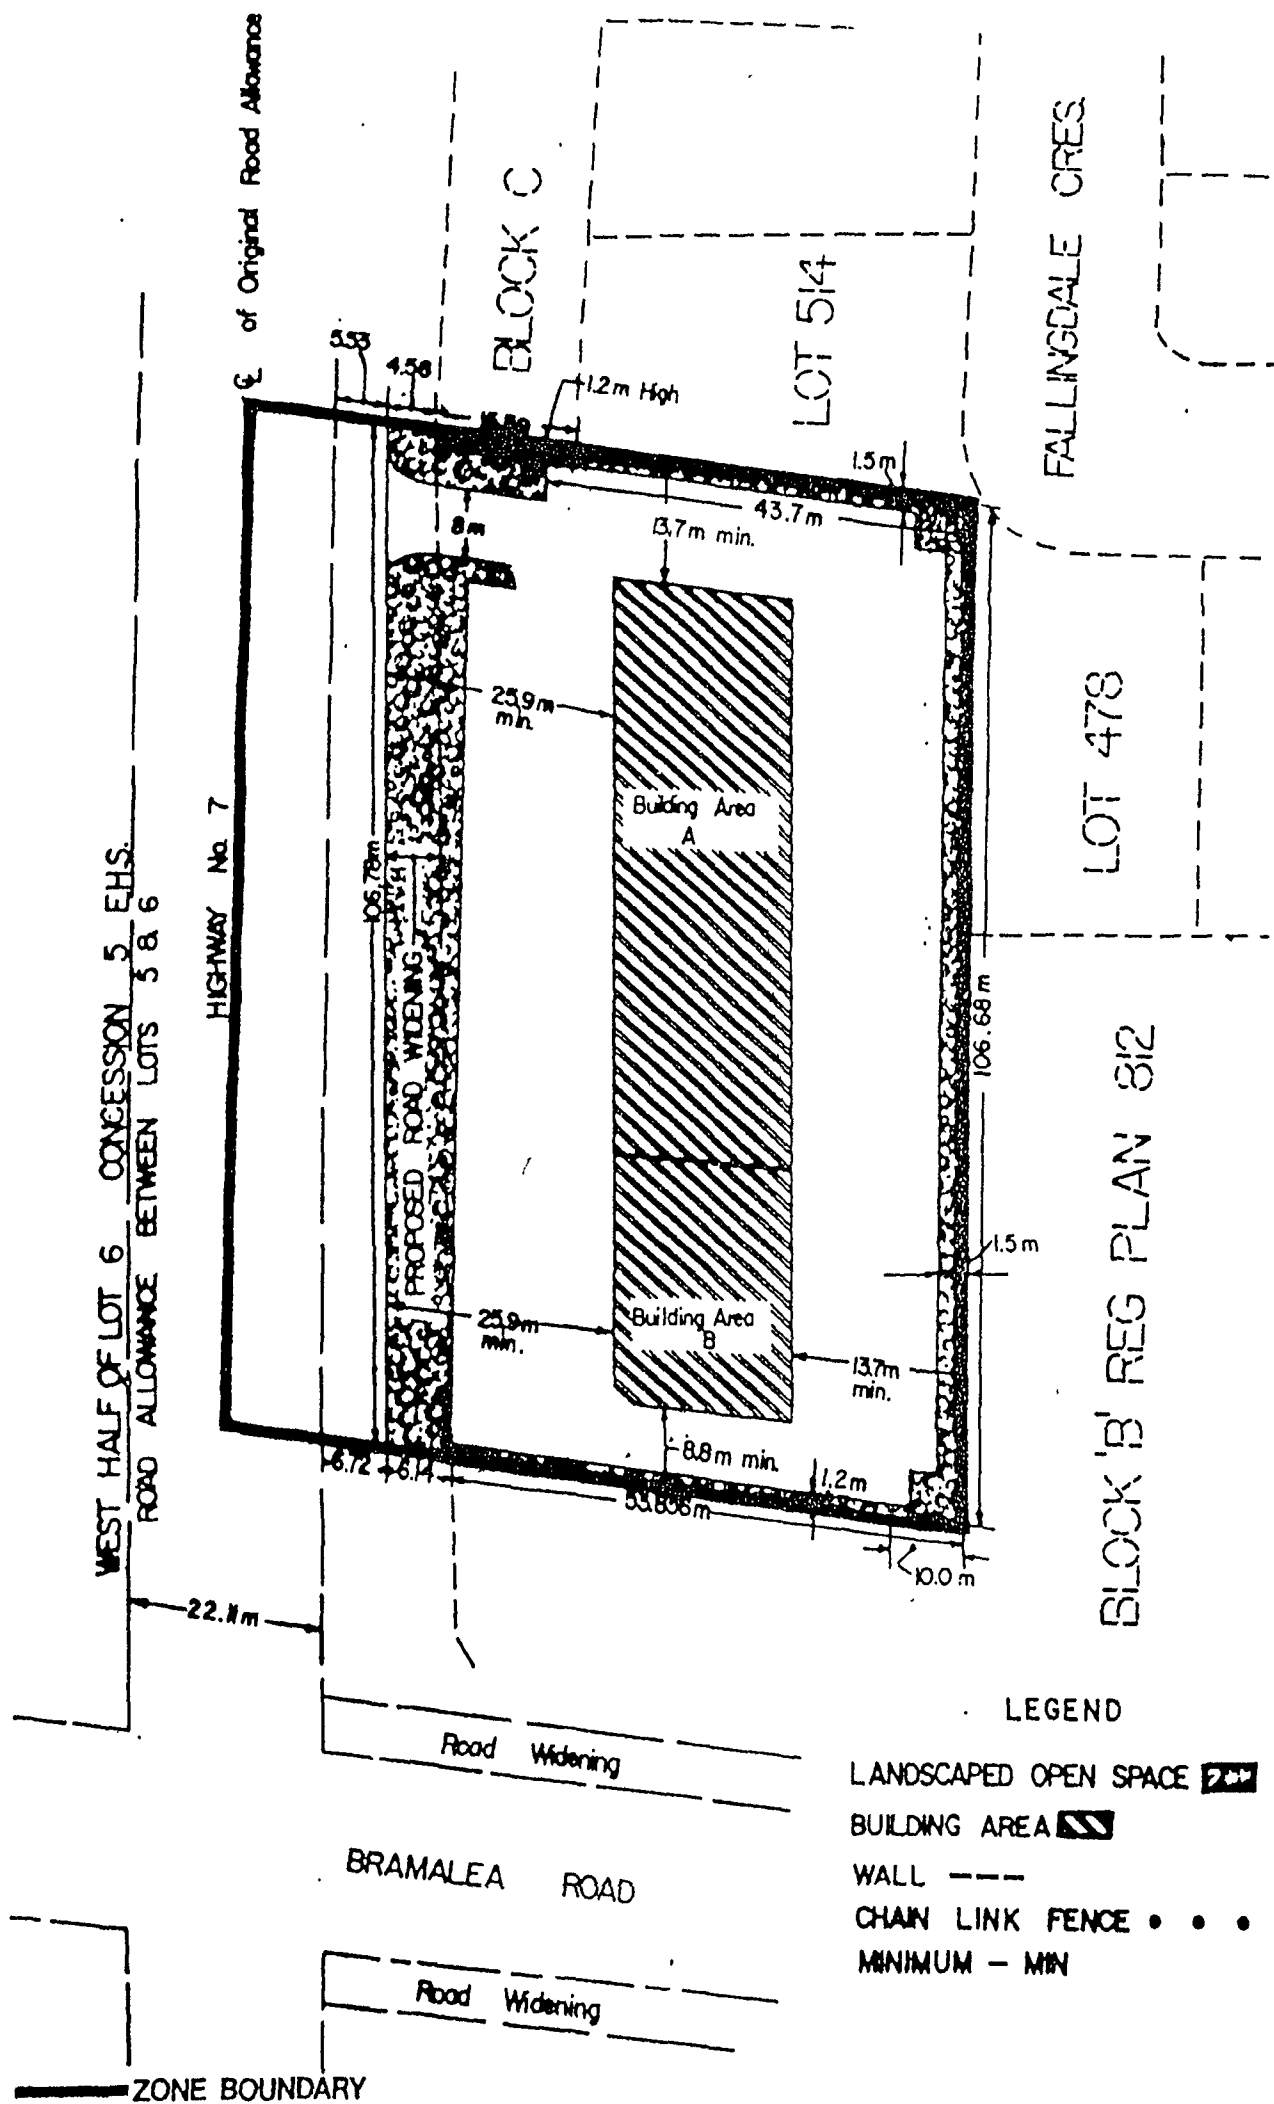 ℄ of Original Road Allowance
BLOCK C
LOT 514
FALLINGDALE CRES.
5.53
4.58
1.2m High
1.5m
43.7m
13.7m min.
8m
25.9m
min.
Building Area
A
LOT 478
HIGHWAY No. 7
WEST HALF OF LOT 6 CONCESSION 5 E.H.S.
ROAD ALLOWANCE BETWEEN LOTS 5 & 6
106.78m
PROPOSED ROAD WIDENING
106.68 m
BLOCK 'B' REG PLAN 812
1.5m
25.9m
min.
Building Area
B
13.7m
min.
8.8m min.
1.2m
6.72
6.14
53.856m
10.0 m
22.11m
Road Widening
BRAMALEA ROAD
Road Widening
LEGEND
LANDSCAPED OPEN SPACE
BUILDING AREA
WALL ---
CHAIN LINK FENCE • • •
MINIMUM - MIN
ZONE BOUNDARY